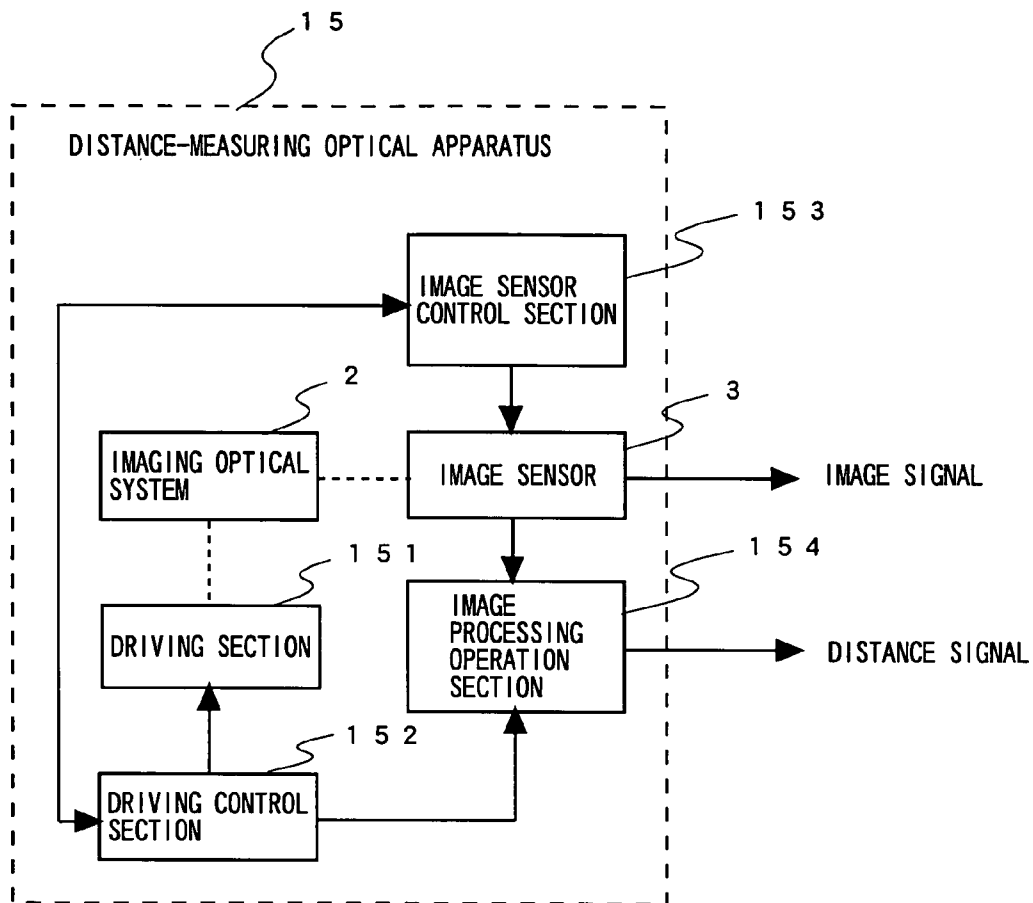 15
DISTANCE-MEASURING OPTICAL APPARATUS
153
IMAGE SENSOR
CONTROL SECTION
2
3
IMAGING OPTICAL
SYSTEM
IMAGE SENSOR
IMAGE SIGNAL
151
154
DRIVING SECTION
IMAGE
PROCESSING
OPERATION
SECTION
DISTANCE SIGNAL
152
DRIVING CONTROL
SECTION